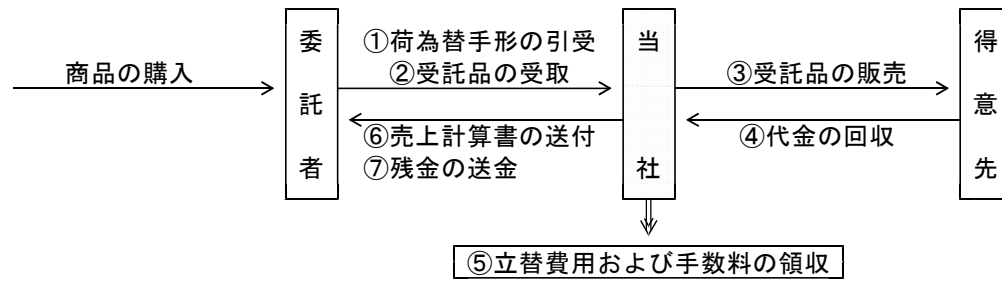 商品の購入
委託者
①荷為替手形の引受
②受託品の受取
⑥売上計算書の送付
⑦残金の送金
当社
③受託品の販売
④代金の回収
得意先
⑤立替費用および手数料の領収